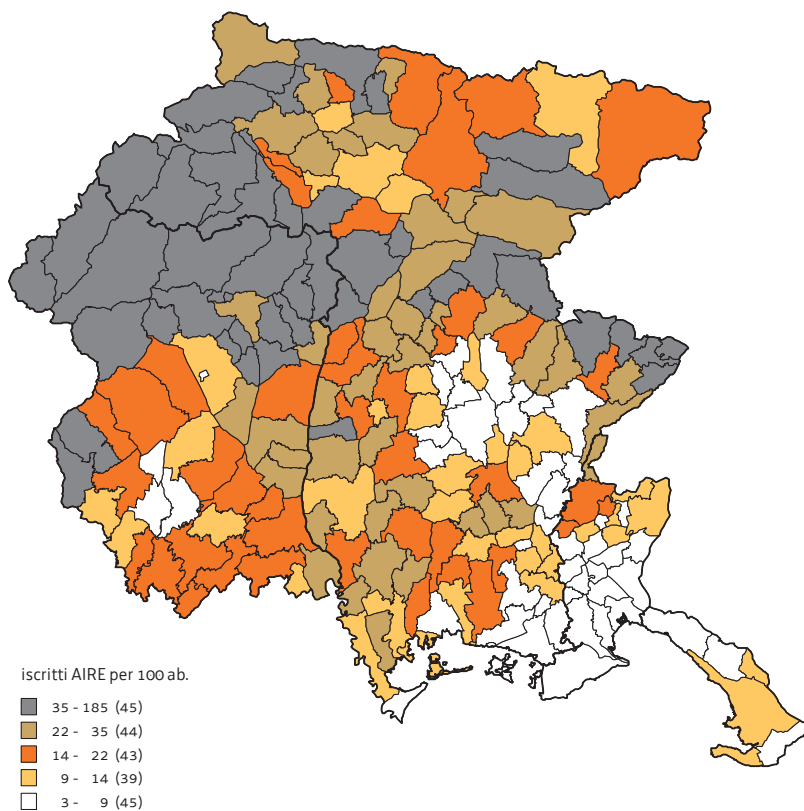 iscritti AIRE per 100 ab.
35 - 185 (45)
22 - 35 (44)
14 - 22 (43)
9 - 14 (39)
3 - 9 (45)